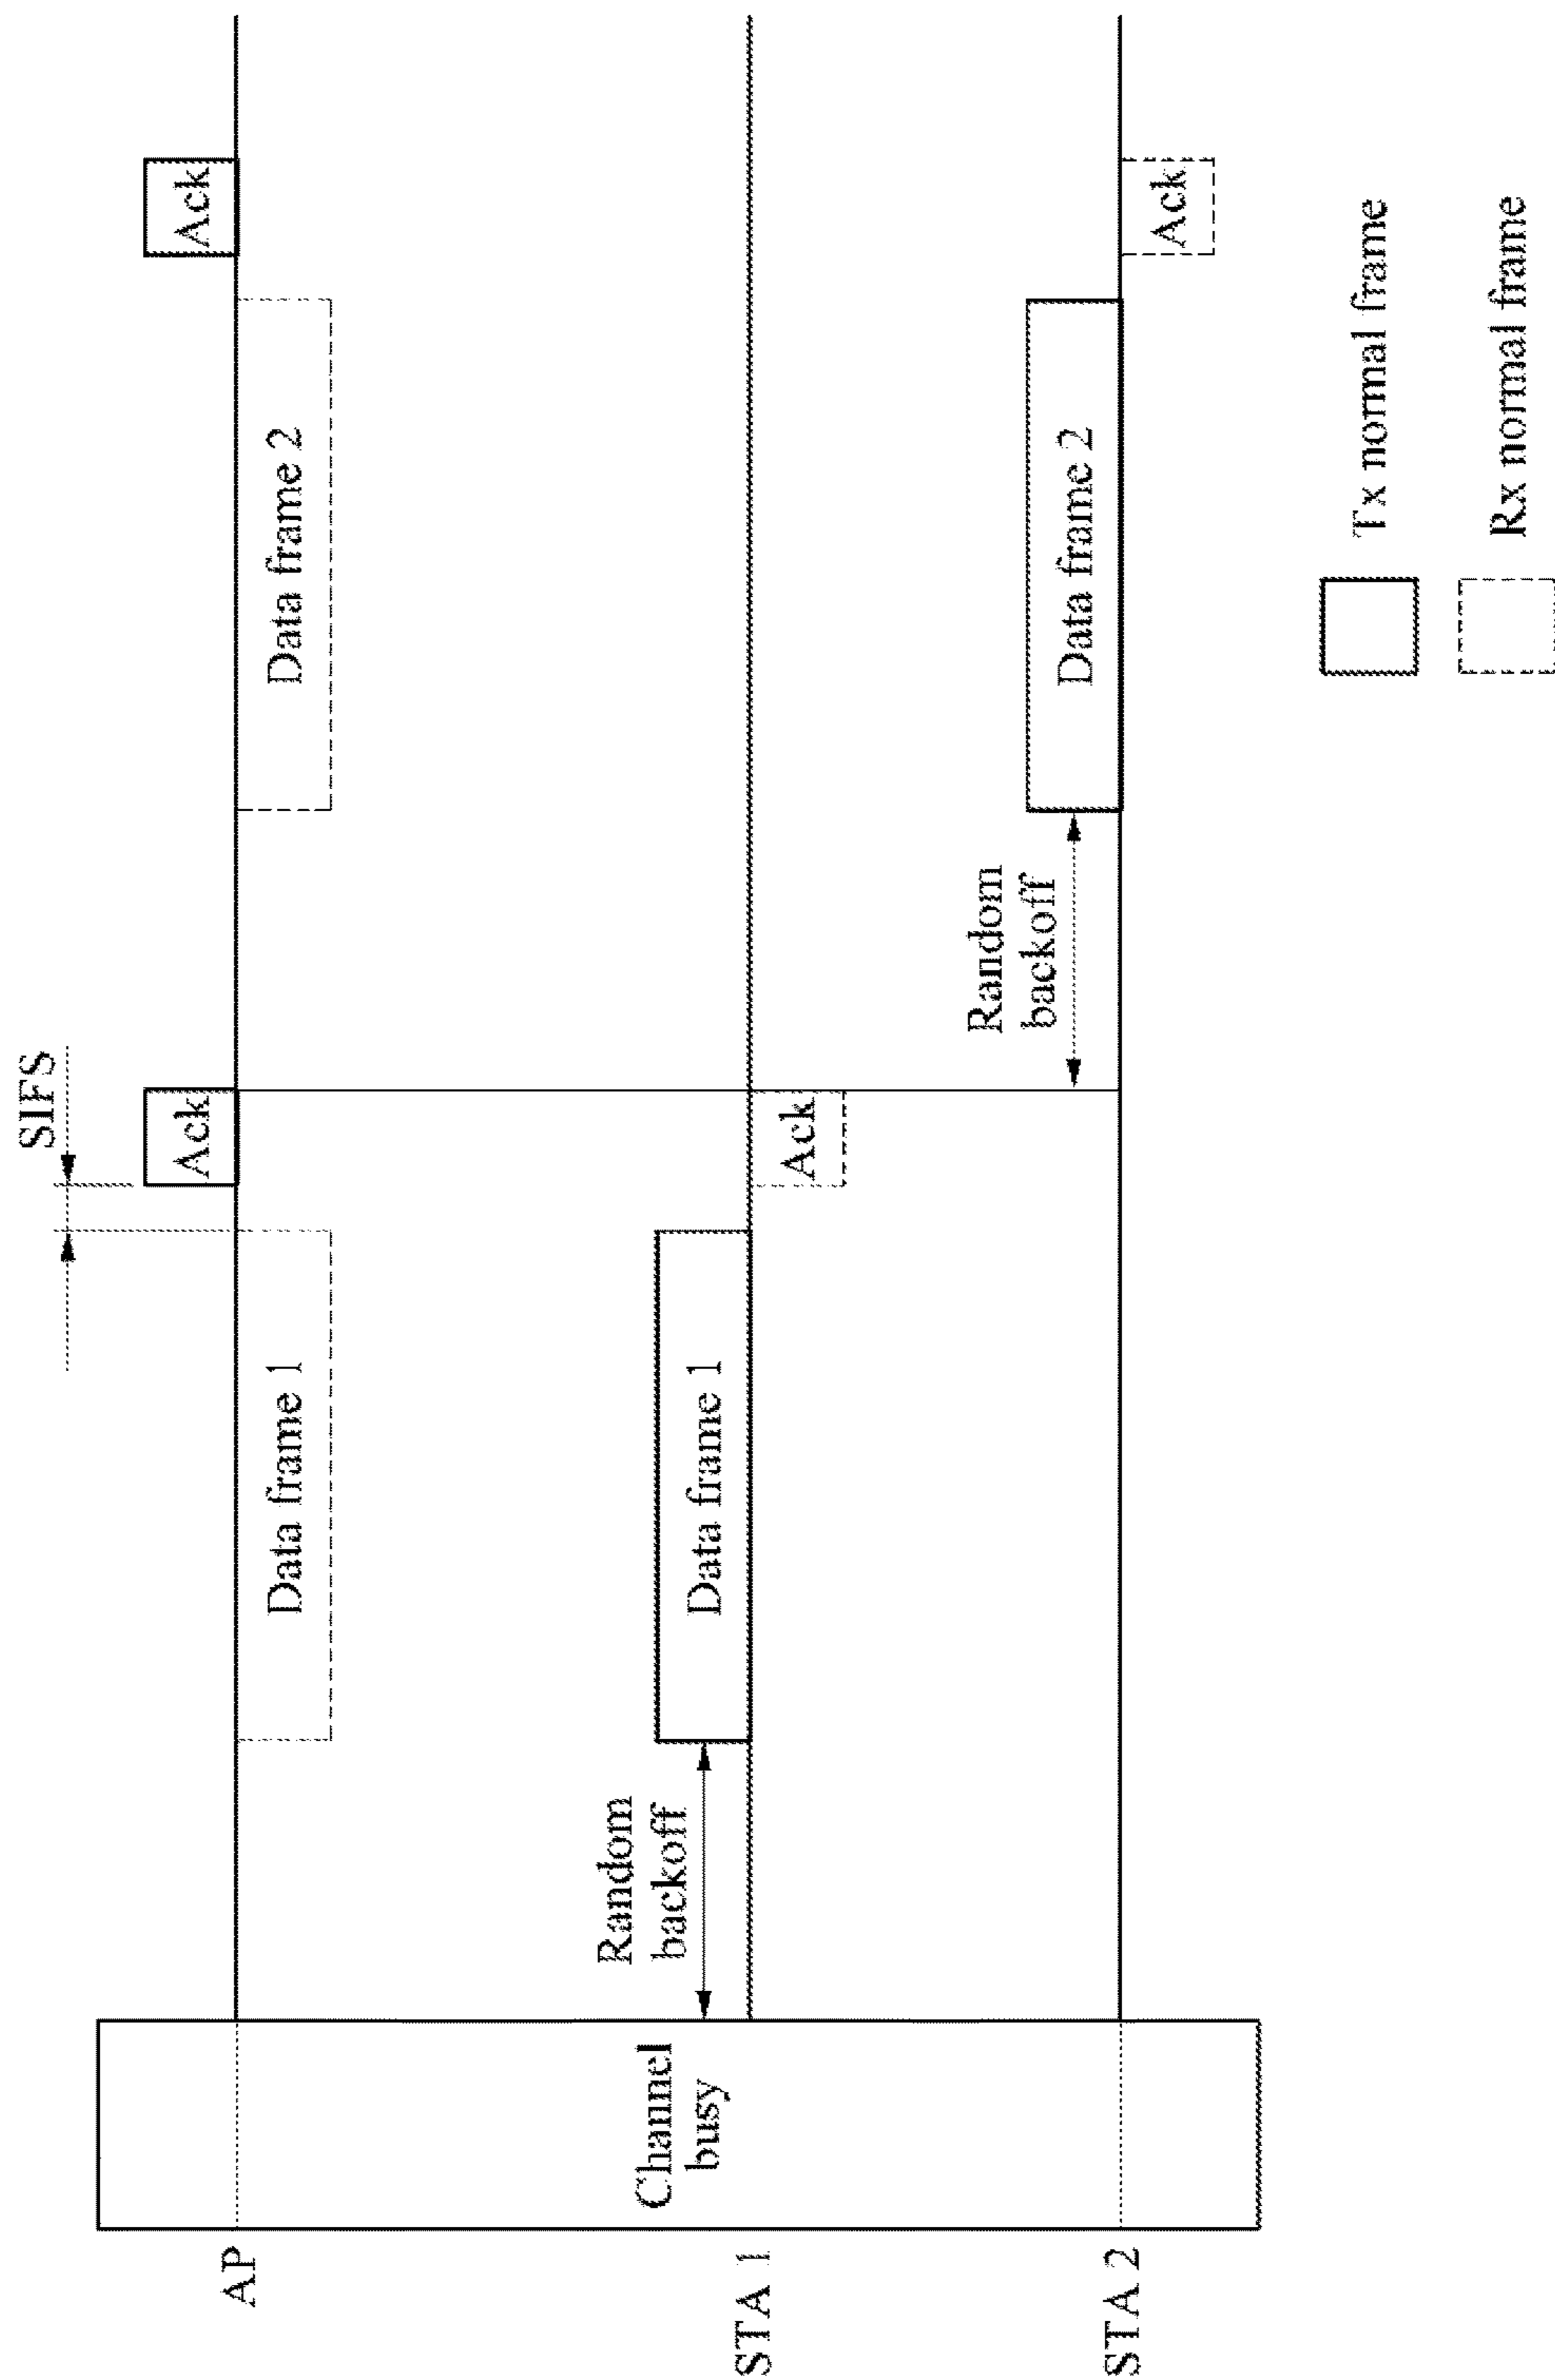 SIFS
Ack
Ack
Data frame 1
Data frame 2
AP
Random
backoff
Data frame 1
Channel
busy
STA 1
Ack
Random
backoff
Data frame 2
STA 2
Ack
Tx normal frame
Rx normal frame